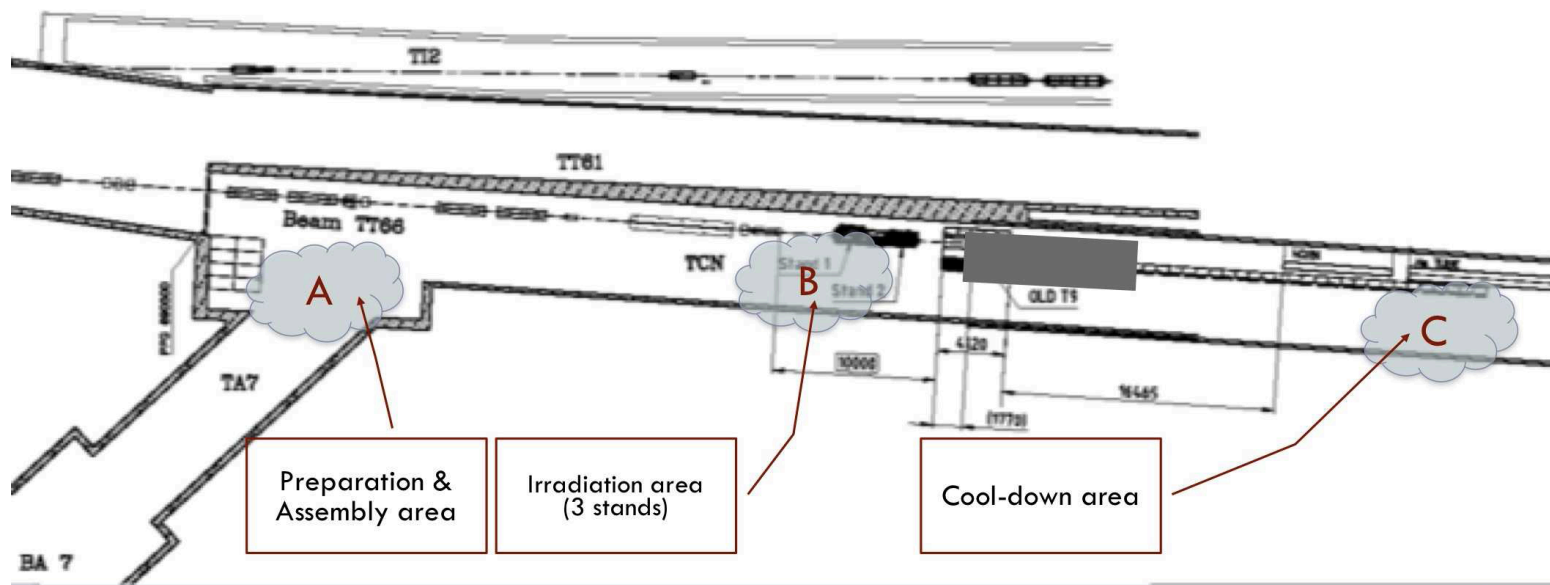 TI2
TT61
Beam TT66
TCN
A
B
Stand 1
Stand 2
OLD T9
C
4320
10000
16465
(1770)
TA7
BA 7
Preparation &
Assembly area
Irradiation area
(3 stands)
Cool-down area